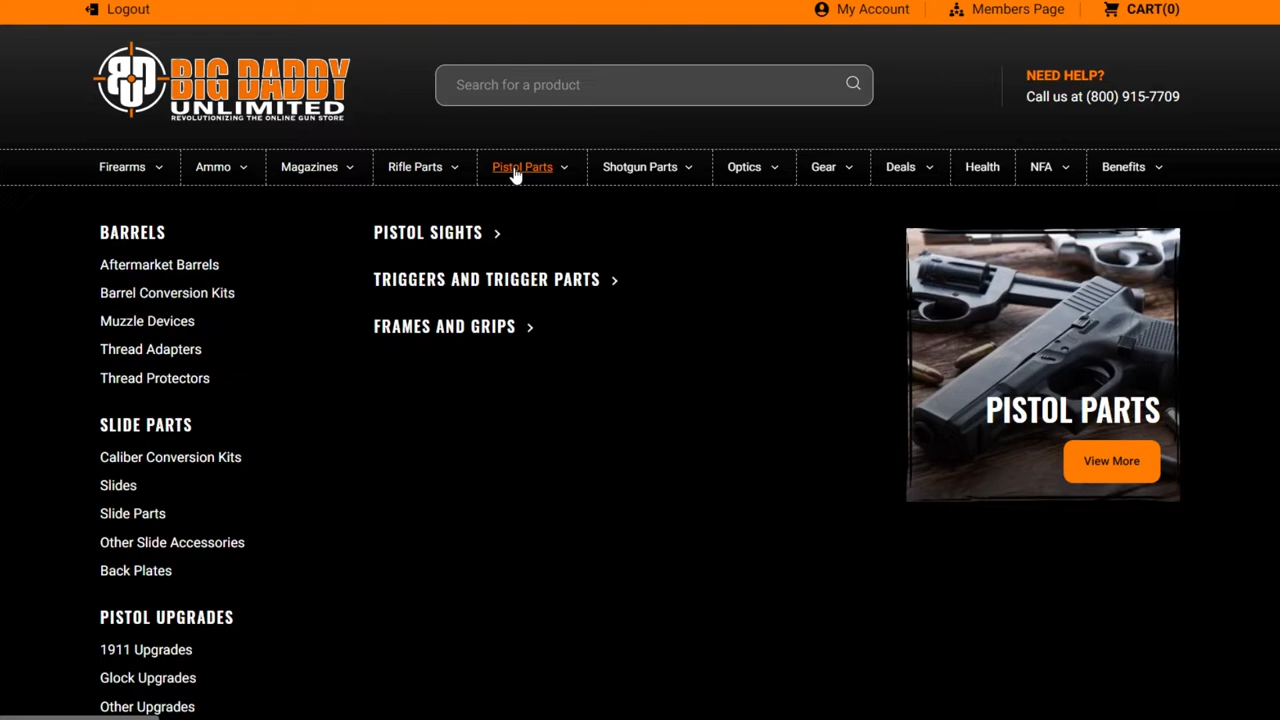 Logout
My Account
Members Page
CART(0)
BIG DADDY
UNLIMITED
REVOLUTIONIZING THE ONLINE GUN STORE
Search for a product
NEED HELP?
Call us at (800) 915-7709
Firearms
Ammo
Magazines
Rifle Parts
Pistol Parts
Shotgun Parts
Optics
Gear
Deals
Health
NFA
Benefits
BARRELS
Aftermarket Barrels
Barrel Conversion Kits
Muzzle Devices
Thread Adapters
Thread Protectors
SLIDE PARTS
Caliber Conversion Kits
Slides
Slide Parts
Other Slide Accessories
Back Plates
PISTOL UPGRADES
1911 Upgrades
Glock Upgrades
Other Upgrades
PISTOL SIGHTS
TRIGGERS AND TRIGGER PARTS
FRAMES AND GRIPS
PISTOL PARTS
View More